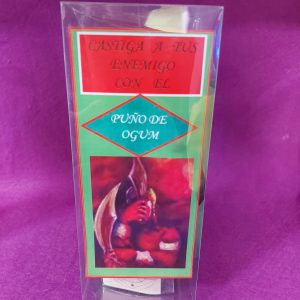 CASTIGA A TUS
ENEMIGO
CON EL
PUÑO DE
OGUM